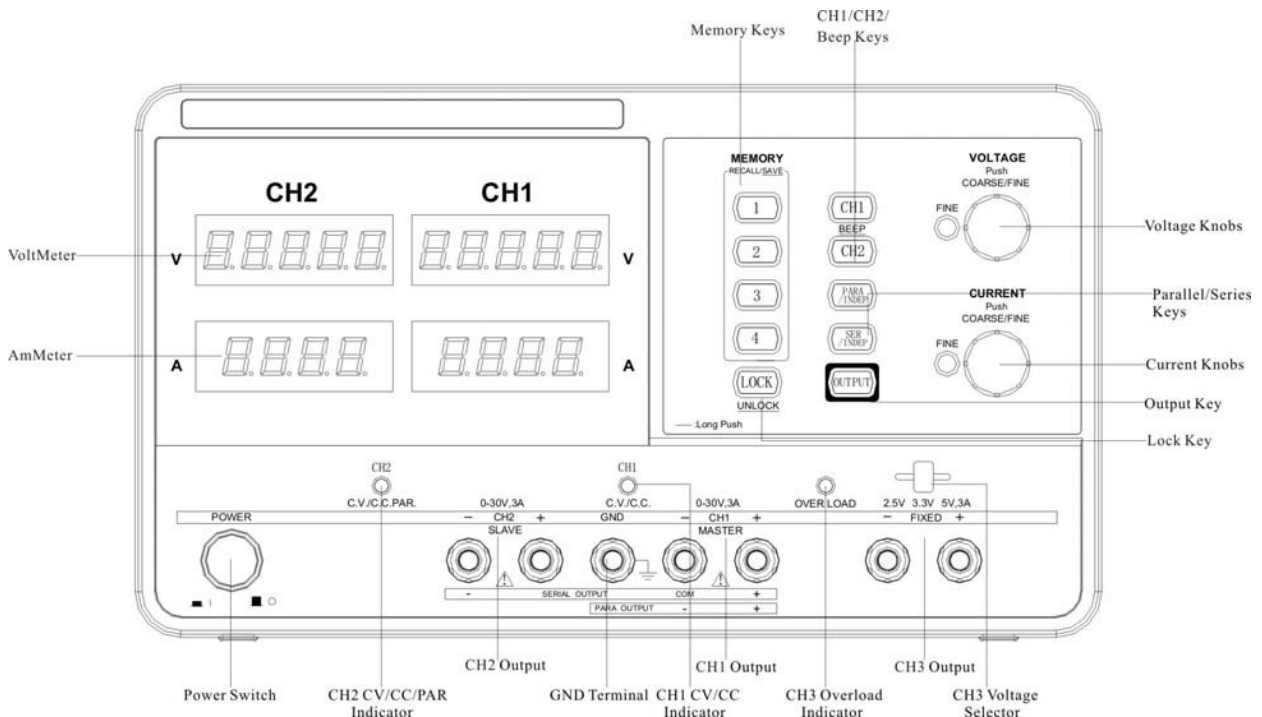 Memory Keys
CH1/CH2/
Beep Keys
MEMORY
RECALL/SAVE
1
2
3
4
LOCK
UNLOCK
:Long Push
CH1
BEEP
CH2
PARA
/INDEP
SER
/INDEP
OUTPUT
VOLTAGE
Push
COARSE/FINE
FINE
CURRENT
Push
COARSE/FINE
FINE
Voltage Knobs
Parallel/Series
Keys
Current Knobs
Output Key
Lock Key
CH2
CH1
VoltMeter
V
V
AmMeter
A
A
CH2
C.V./C.C.PAR.
0-30V,3A
CH1
C.V./C.C.
0-30V,3A
OVER LOAD
2.5V 3.3V 5V,3A
POWER
- CH2 +
SLAVE
GND
- CH1 +
MASTER
- FIXED +
- SERIAL OUTPUT COM +
PARA OUTPUT - +
CH2 Output
CH1 Output
CH3 Output
Power Switch
CH2 CV/CC/PAR
Indicator
GND Terminal
CH1 CV/CC
Indicator
CH3 Overload
Indicator
CH3 Voltage
Selector